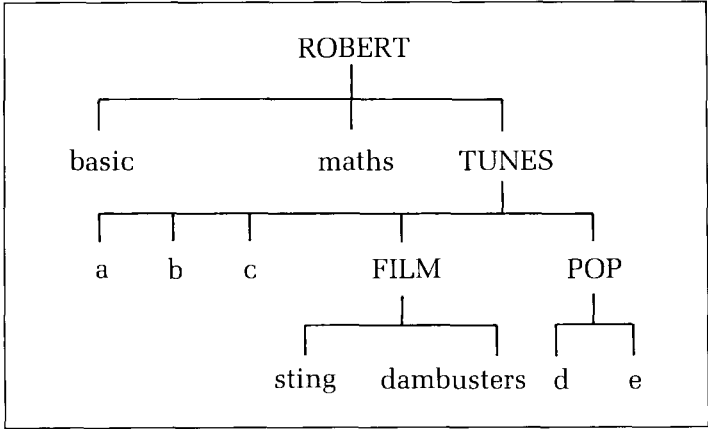 ROBERT
basic maths TUNES
a b c FILM POP
sting dambusters d e